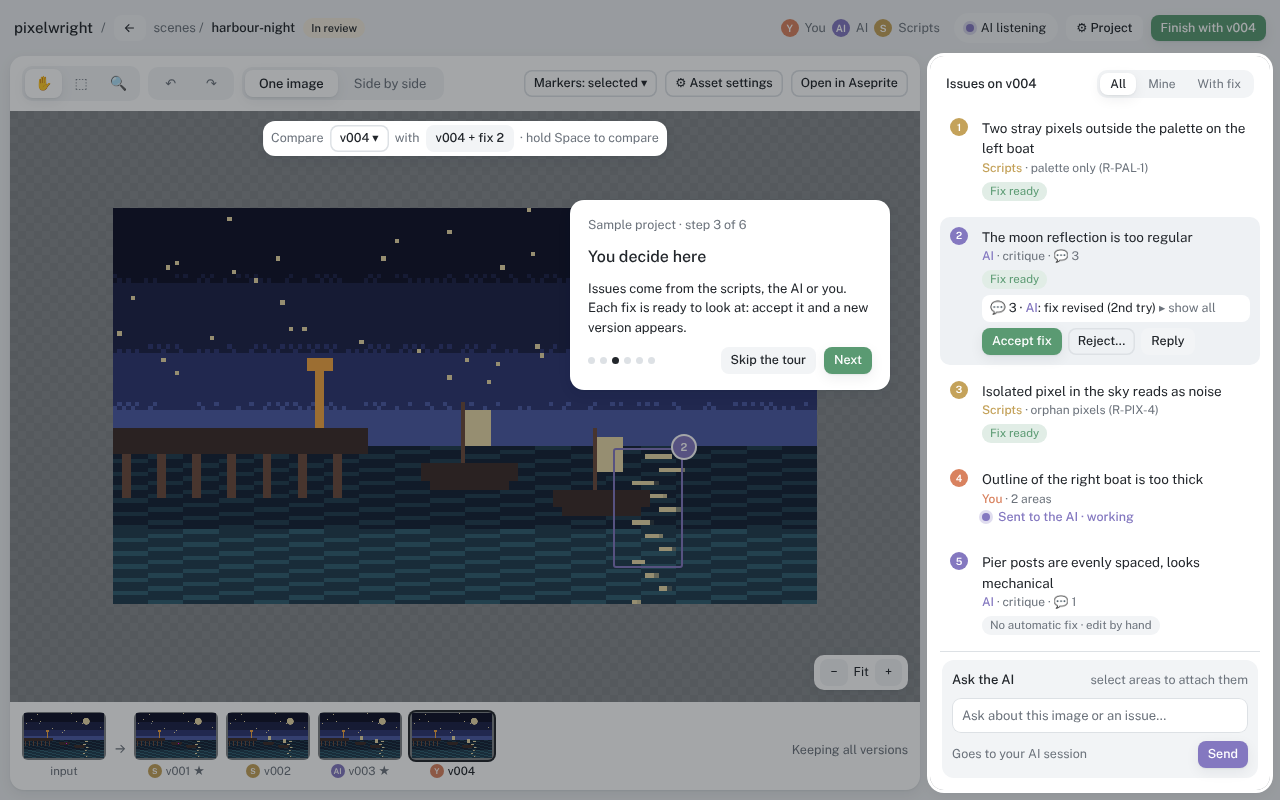 pixelwright / ← scenes / harbour-night In review
Y You AI AI S Scripts AI listening ⚙ Project Finish with v004
One image Side by side Markers: selected ▾ ⚙ Asset settings Open in Aseprite
Compare v004 ▾ with v004 + fix 2 · hold Space to compare
Sample project · step 3 of 6
You decide here
Issues come from the scripts, the AI or you.
Each fix is ready to look at: accept it and a new
version appears.
Skip the tour Next
2
− Fit +
input → S v001 ★ S v002 AI v003 ★ Y v004
Keeping all versions
Issues on v004 All Mine With fix
1 Two stray pixels outside the palette on the
left boat
Scripts · palette only (R-PAL-1)
Fix ready
2 The moon reflection is too regular
AI · critique · 💬 3
Fix ready
💬 3 · AI: fix revised (2nd try) ▸ show all
Accept fix Reject... Reply
3 Isolated pixel in the sky reads as noise
Scripts · orphan pixels (R-PIX-4)
Fix ready
4 Outline of the right boat is too thick
You · 2 areas
Sent to the AI · working
5 Pier posts are evenly spaced, looks
mechanical
AI · critique · 💬 1
No automatic fix · edit by hand
Ask the AI select areas to attach them
Ask about this image or an issue...
Goes to your AI session Send